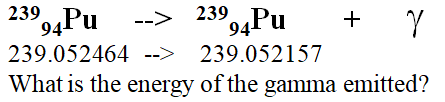 ²³⁹₉₄Pu --> ²³⁹₉₄Pu + γ
239.052464 --> 239.052157
What is the energy of the gamma emitted?